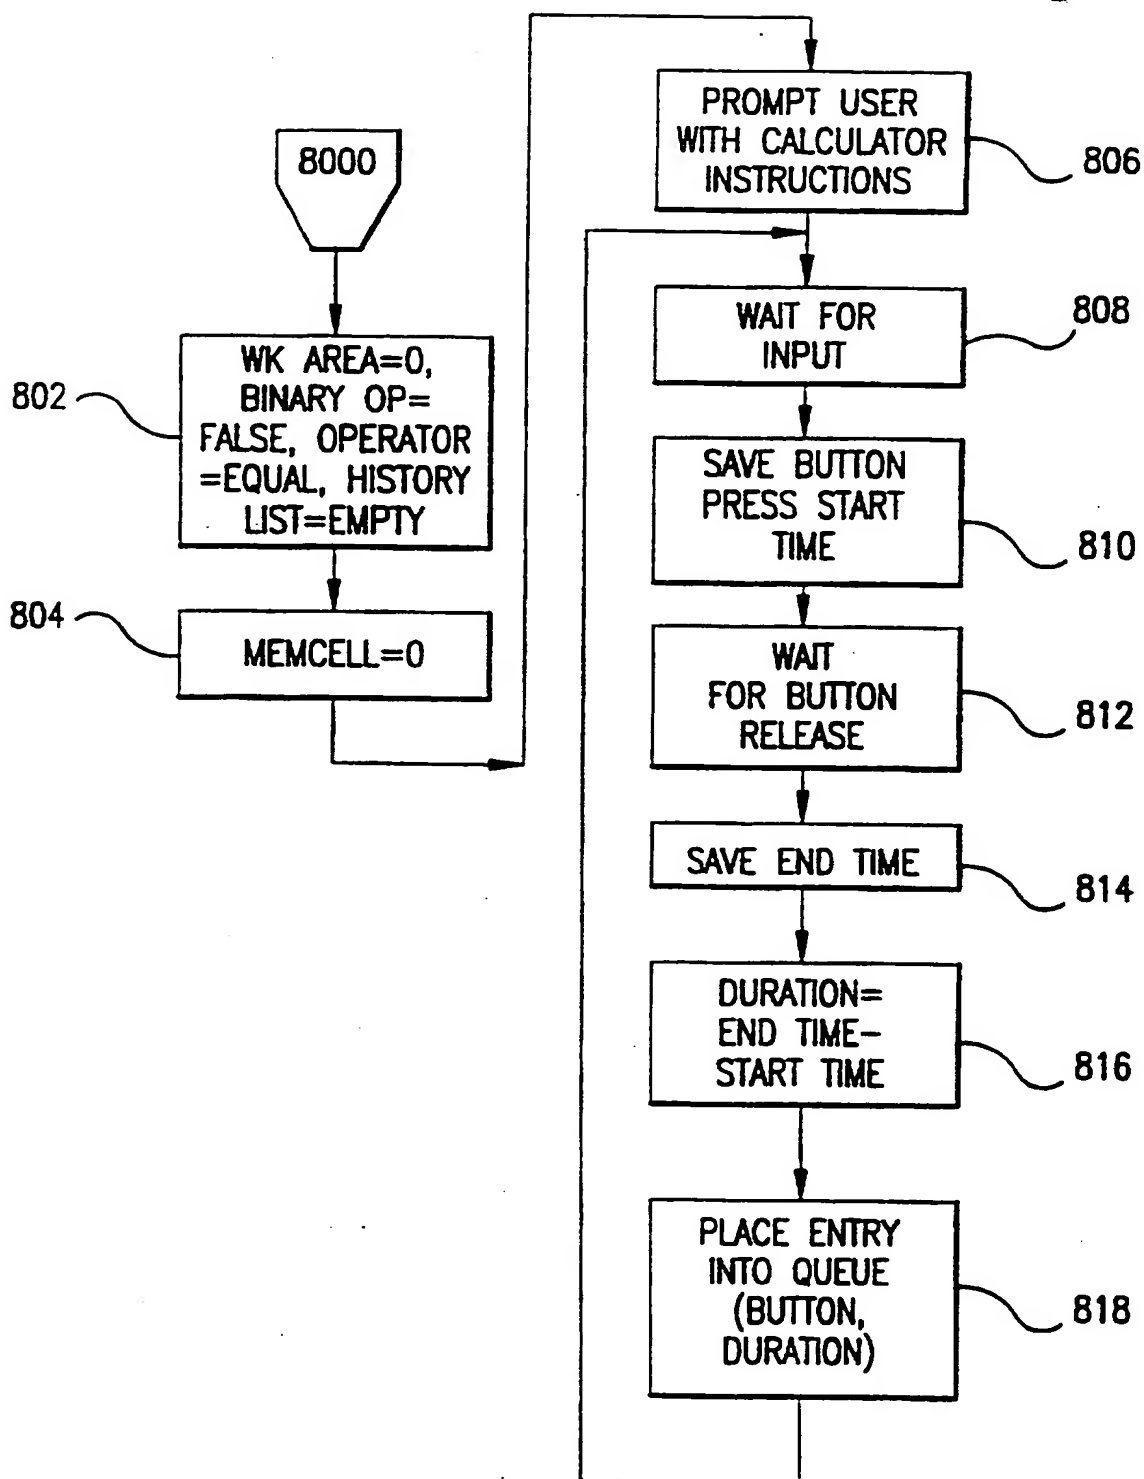 8000
802
WK AREA=0,
BINARY OP=
FALSE, OPERATOR
=EQUAL, HISTORY
LIST=EMPTY
804
MEMCELL=0
PROMPT USER
WITH CALCULATOR
INSTRUCTIONS
806
WAIT FOR
INPUT
808
SAVE BUTTON
PRESS START
TIME
810
WAIT
FOR BUTTON
RELEASE
812
SAVE END TIME
814
DURATION=
END TIME-
START TIME
816
PLACE ENTRY
INTO QUEUE
(BUTTON,
DURATION)
818